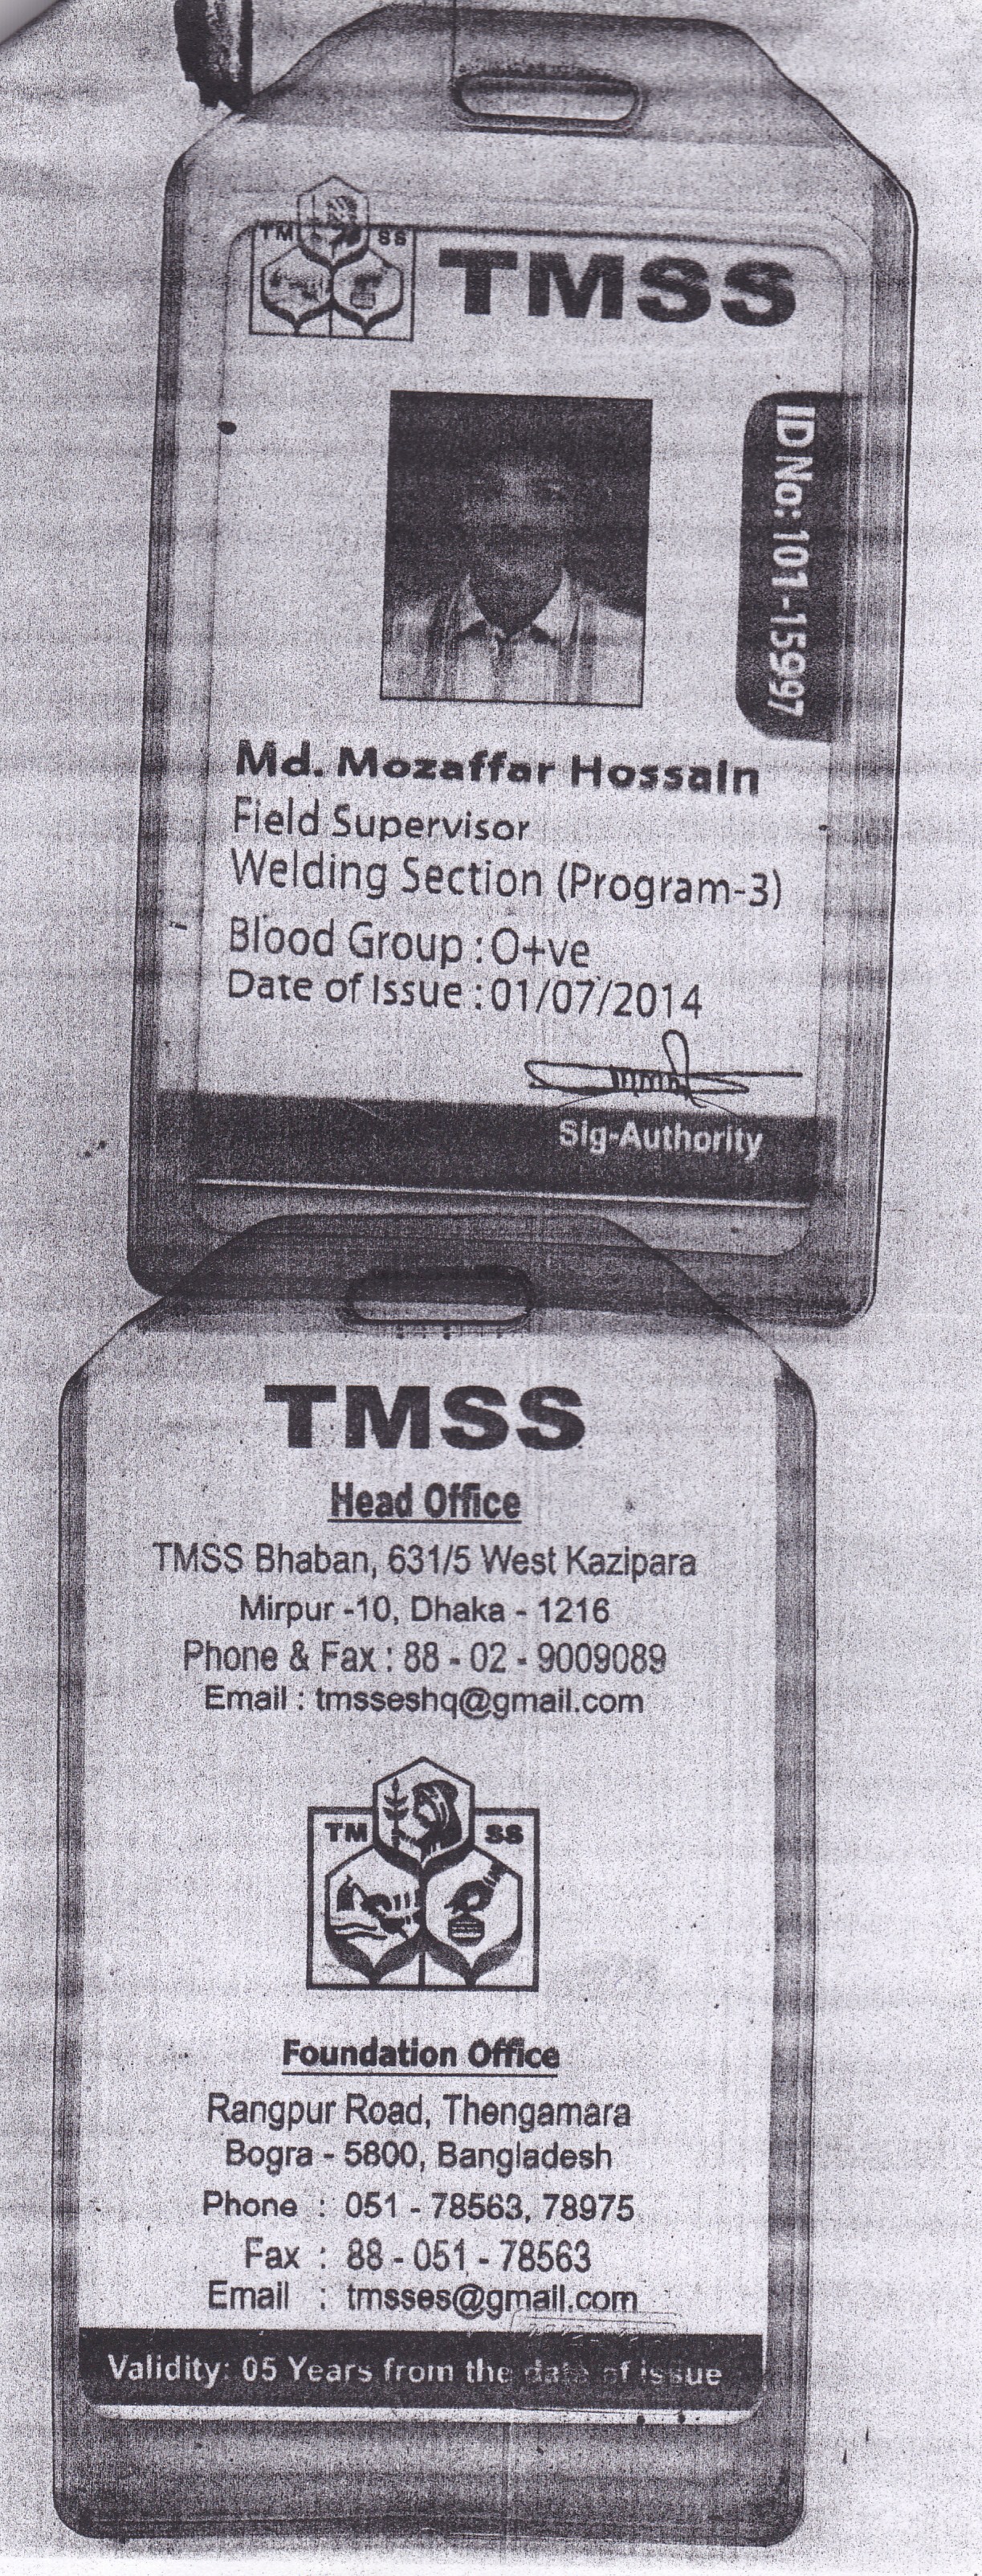 TM SS
TMSS
ID No: 101-15997
Md. Mozaffar Hossain
Field Supervisor
Welding Section (Program-3)
Blood Group : O+ve
Date of Issue : 01/07/2014
Sig-Authority
TMSS
Head Office
TMSS Bhaban, 631/5 West Kazipara
Mirpur -10, Dhaka - 1216
Phone & Fax : 88 - 02 - 9009089
Email : tmsseshq@gmail.com
TM SS
Foundation Office
Rangpur Road, Thengamara
Bogra - 5800, Bangladesh
Phone : 051 - 78563, 78975
Fax : 88 - 051 - 78563
Email : tmsses@gmail.com
Validity: 05 Years from the date of issue